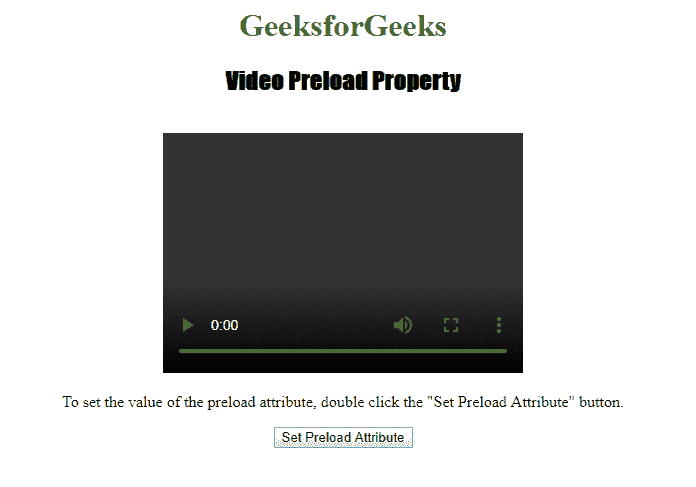 GeeksforGeeks
Video Preload Property
0:00
To set the value of the preload attribute, double click the "Set Preload Attribute" button.
Set Preload Attribute